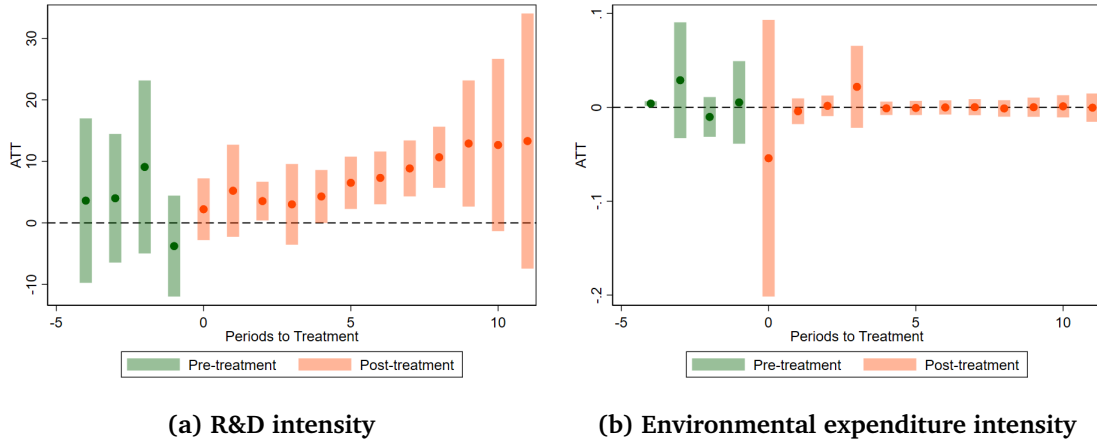 30
20
10
0
-10
ATT
-5
0
5
10
Periods to Treatment
Pre-treatment
Post-treatment
(a) R&D intensity
.1
0
-.1
-.2
ATT
-5
0
5
10
Periods to Treatment
Pre-treatment
Post-treatment
(b) Environmental expenditure intensity